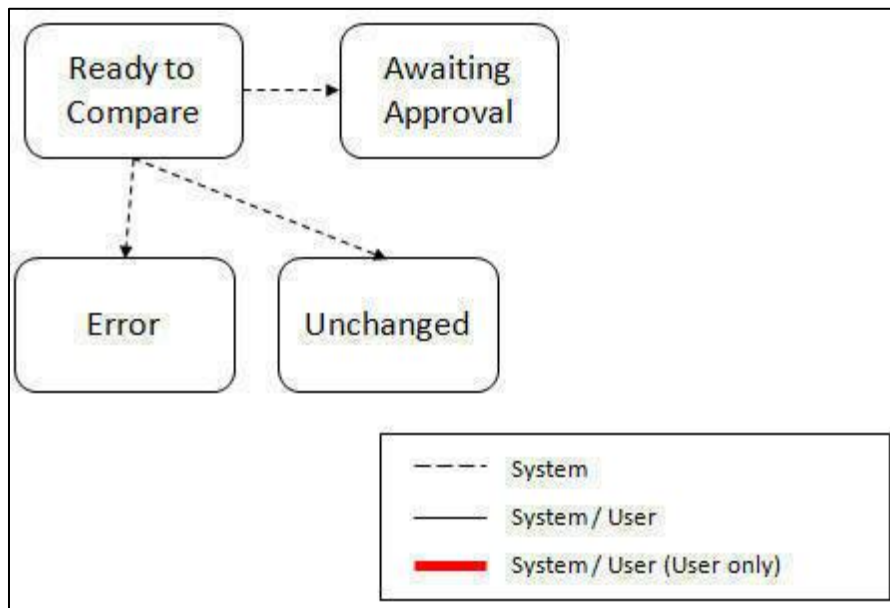 Ready to
Compare
Awaiting
Approval
Error
Unchanged
System
System / User
System / User (User only)